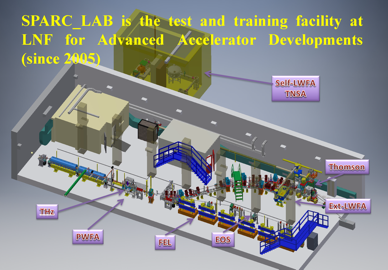 SPARC_LAB is the test and training facility at
LNF for Advanced Accelerator Developments
(since 2005)
Self-LWFA
TNSA
Thomson
Ext-LWFA
THz
PWFA
FEL
EOS